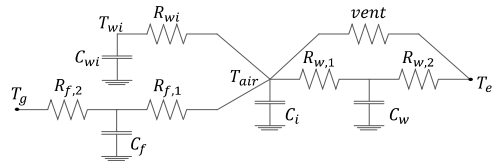 T_wi R_wi vent
C_wi T_air R_w,1 R_w,2
T_g R_f,2 R_f,1 T_e
C_f C_i C_w